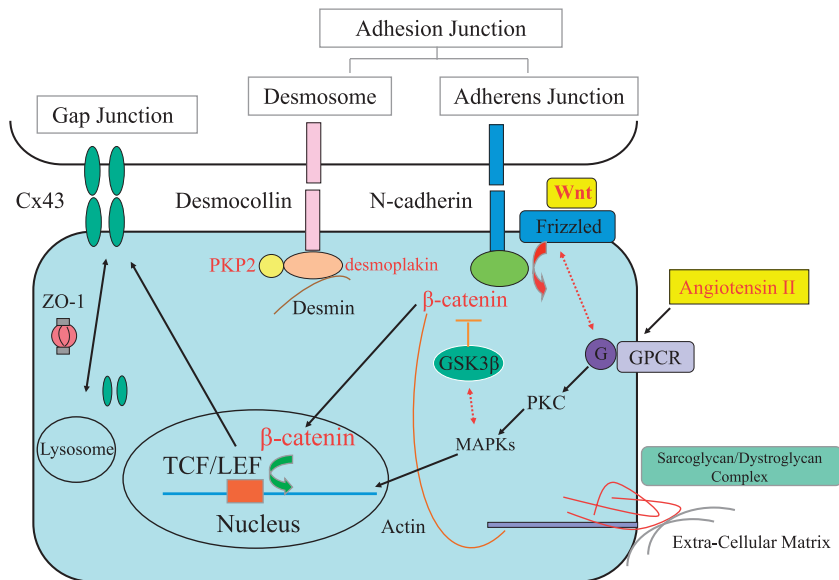 Adhesion Junction
Desmosome
Adherens Junction
Gap Junction
Cx43
Desmocollin
N-cadherin
Wnt
Frizzled
PKP2
desmoplakin
Desmin
β-catenin
Angiotensin II
ZO-1
GSK3β
G
GPCR
PKC
Lysosome
β-catenin
TCF/LEF
MAPKs
Nucleus
Actin
Sarcoglycan/Dystroglycan
Complex
Extra-Cellular Matrix